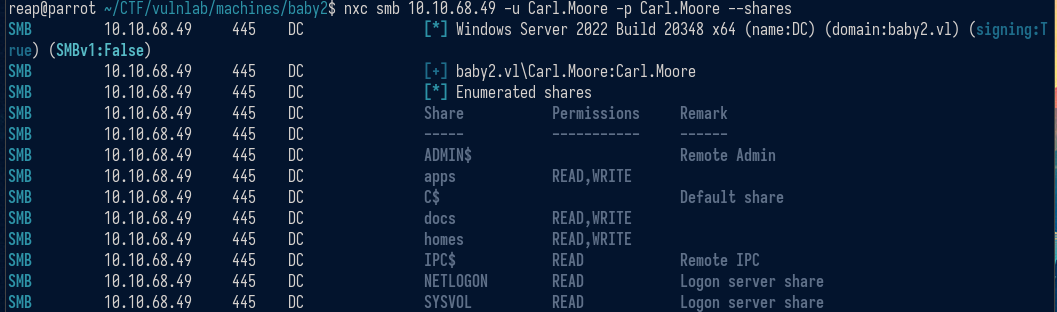 reap@parrot ~/CTF/vulnlab/machines/baby2$ nxc smb 10.10.68.49 -u Carl.Moore -p Carl.Moore --shares
SMB 10.10.68.49 445 DC [*] Windows Server 2022 Build 20348 x64 (name:DC) (domain:baby2.vl) (signing:T
rue) (SMBv1:False)
SMB 10.10.68.49 445 DC [+] baby2.vl\Carl.Moore:Carl.Moore
SMB 10.10.68.49 445 DC [*] Enumerated shares
SMB 10.10.68.49 445 DC Share Permissions Remark
SMB 10.10.68.49 445 DC ----- ----------- ------
SMB 10.10.68.49 445 DC ADMIN$ Remote Admin
SMB 10.10.68.49 445 DC apps READ,WRITE
SMB 10.10.68.49 445 DC C$ Default share
SMB 10.10.68.49 445 DC docs READ,WRITE
SMB 10.10.68.49 445 DC homes READ,WRITE
SMB 10.10.68.49 445 DC IPC$ READ Remote IPC
SMB 10.10.68.49 445 DC NETLOGON READ Logon server share
SMB 10.10.68.49 445 DC SYSVOL READ Logon server share